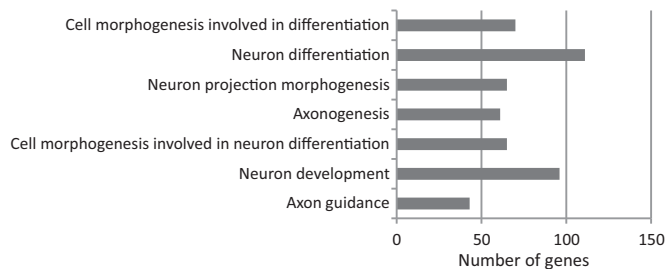 Cell morphogenesis involved in differentiation
Neuron differentiation
Neuron projection morphogenesis
Axonogenesis
Cell morphogenesis involved in neuron differentiation
Neuron development
Axon guidance
0 50 100 150
Number of genes